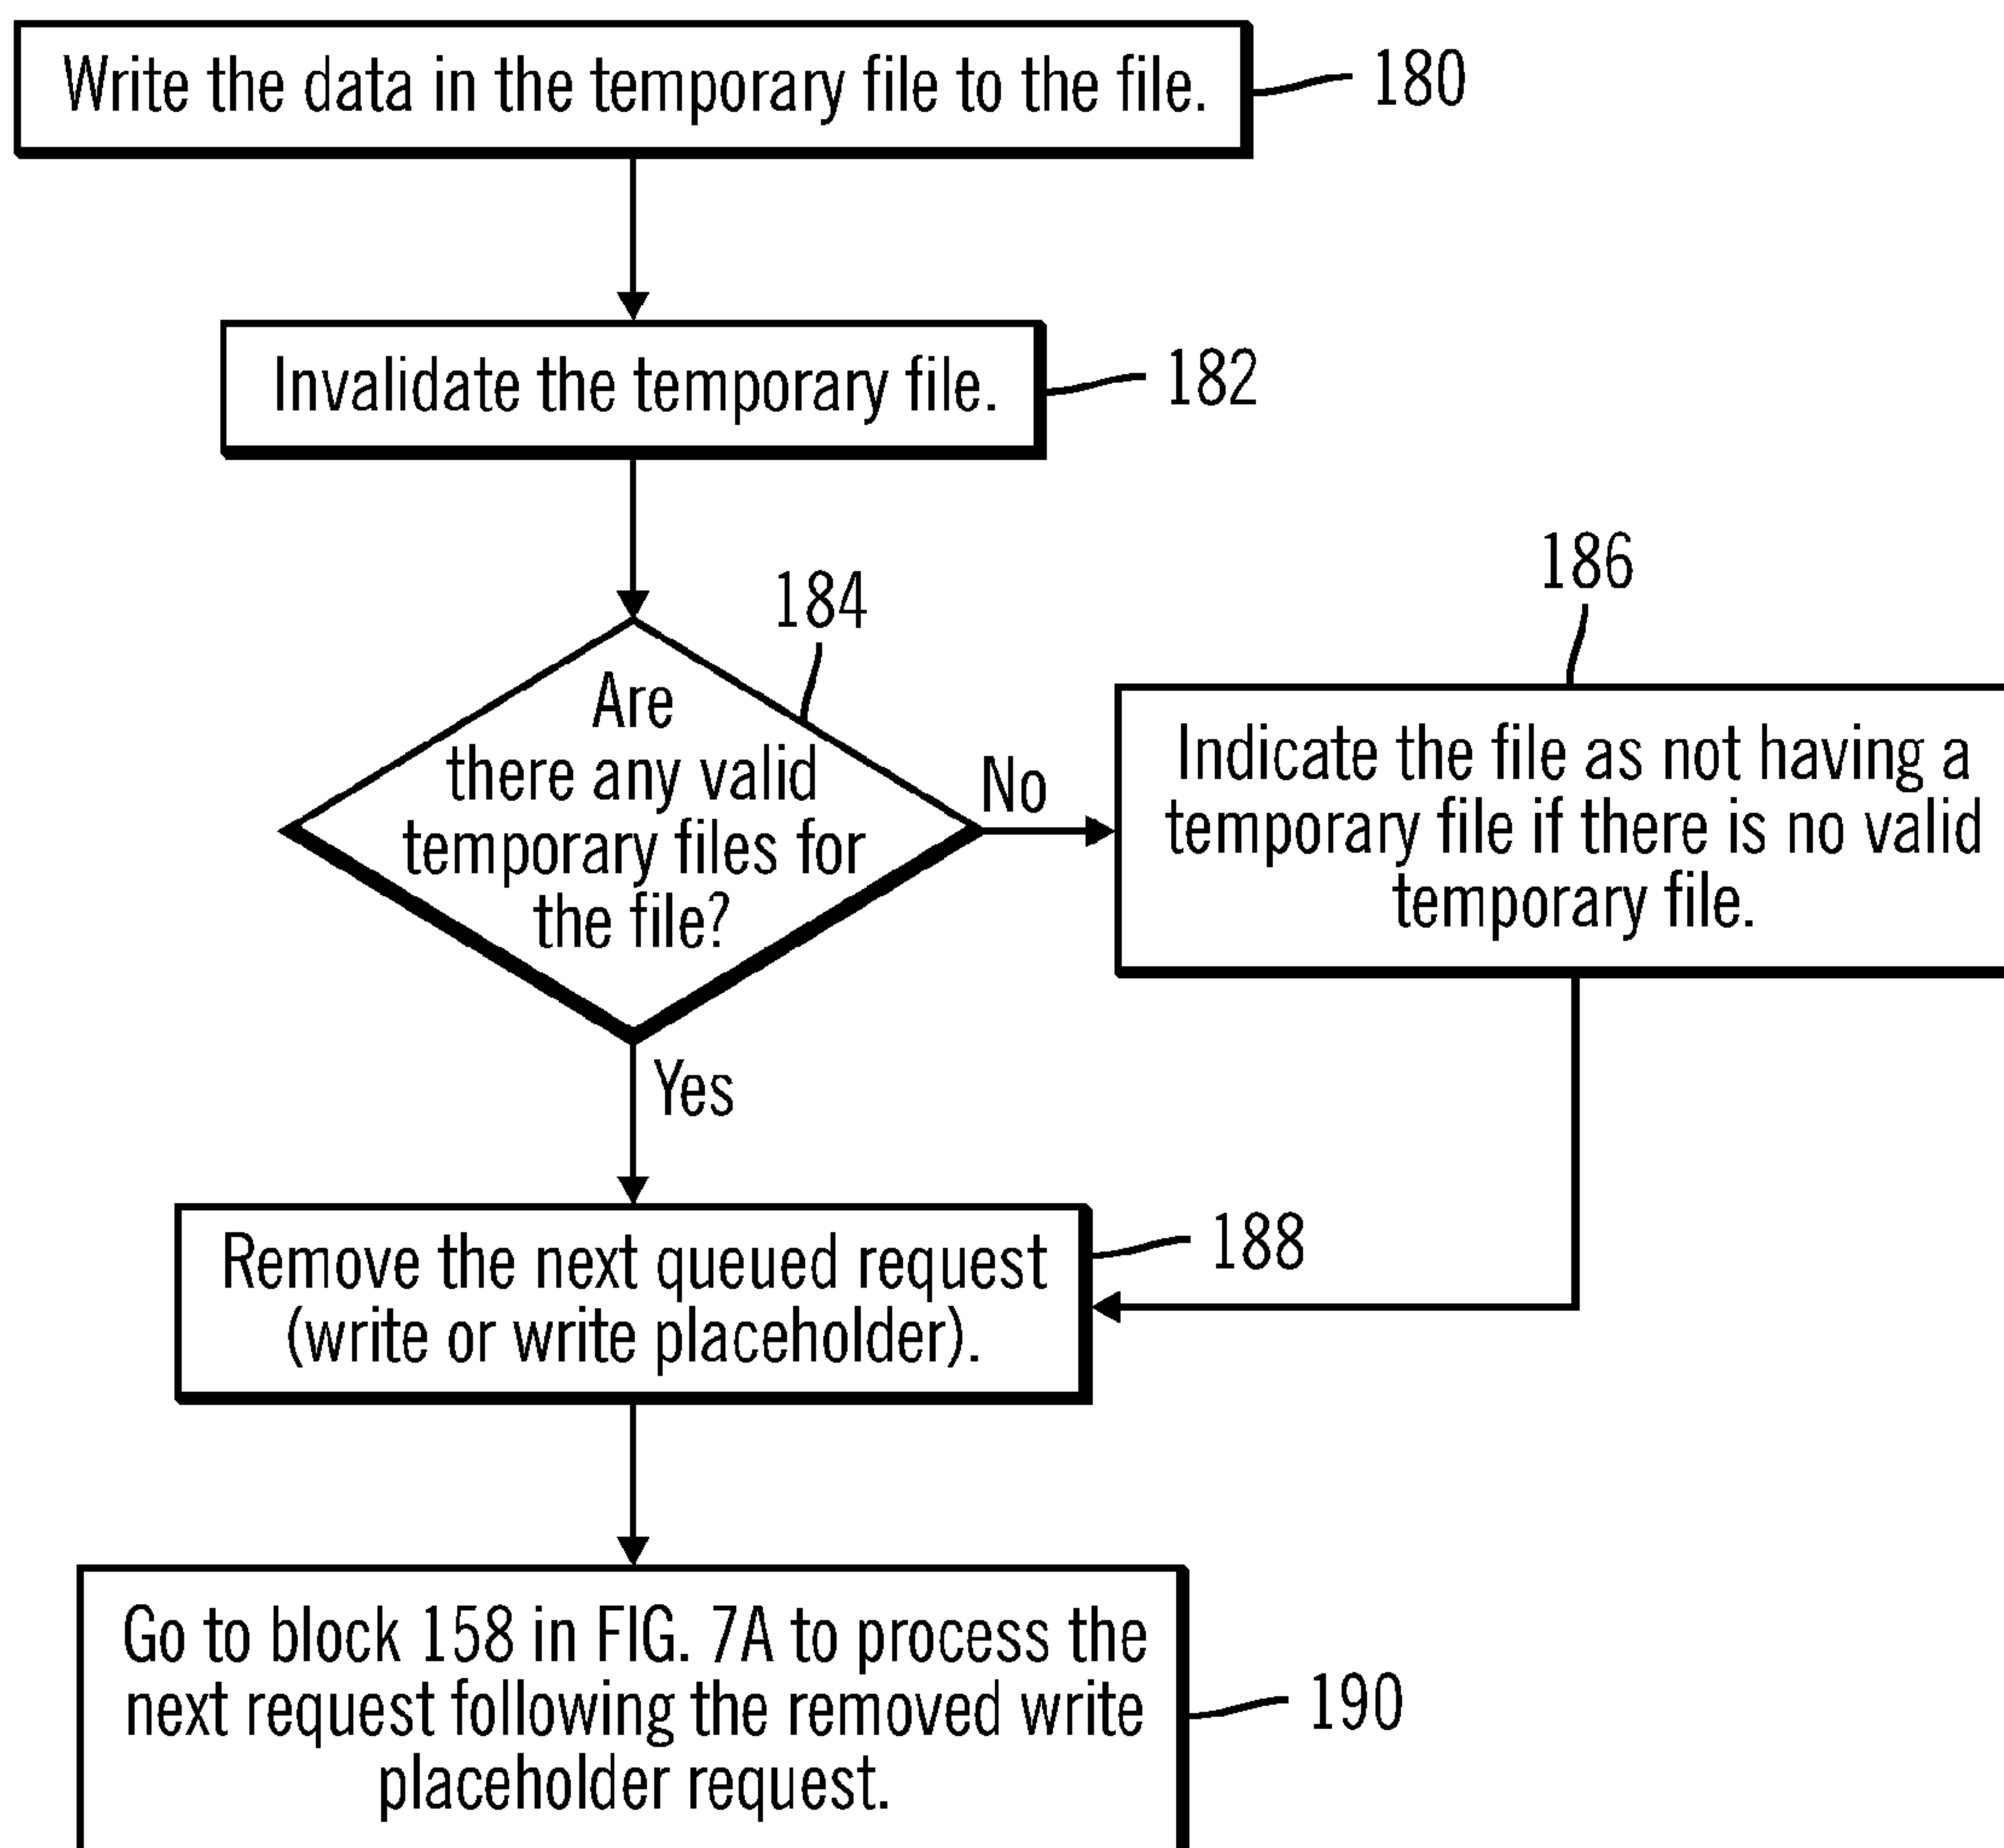 Write the data in the temporary file to the file.
180
Invalidate the temporary file.
182
184
Are
there any valid
temporary files for
the file?
No
186
Indicate the file as not having a
temporary file if there is no valid
temporary file.
Yes
Remove the next queued request
(write or write placeholder).
188
Go to block 158 in FIG. 7A to process the
next request following the removed write
placeholder request.
190